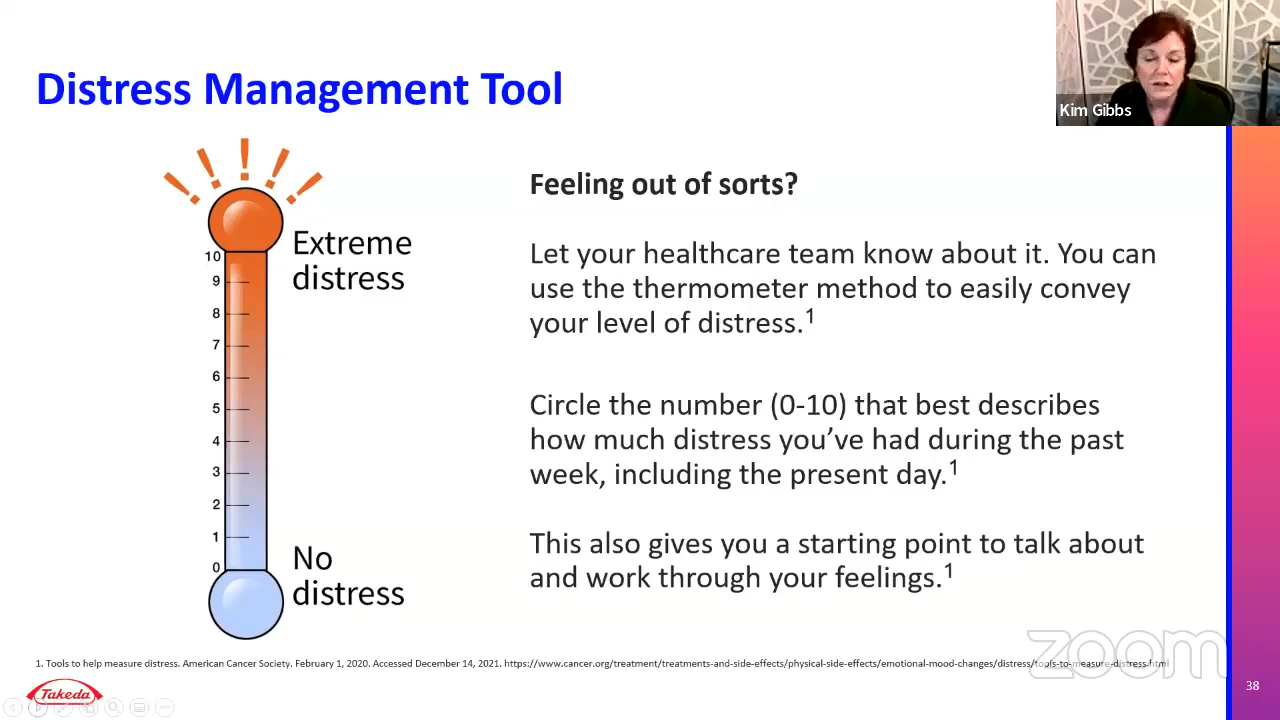 Distress Management Tool
Kim Gibbs
Extreme
distress
10
9
8
7
6
5
4
3
2
1
0
No
distress
Feeling out of sorts?
Let your healthcare team know about it. You can
use the thermometer method to easily convey
your level of distress.1
Circle the number (0-10) that best describes
how much distress you’ve had during the past
week, including the present day.1
This also gives you a starting point to talk about
and work through your feelings.1
zoom
1. Tools to help measure distress. American Cancer Society. February 1, 2020. Accessed December 14, 2021. https://www.cancer.org/treatment/treatments-and-side-effects/physical-side-effects/emotional-mood-changes/distress/tools-to-measure-distress.html
Takeda
38